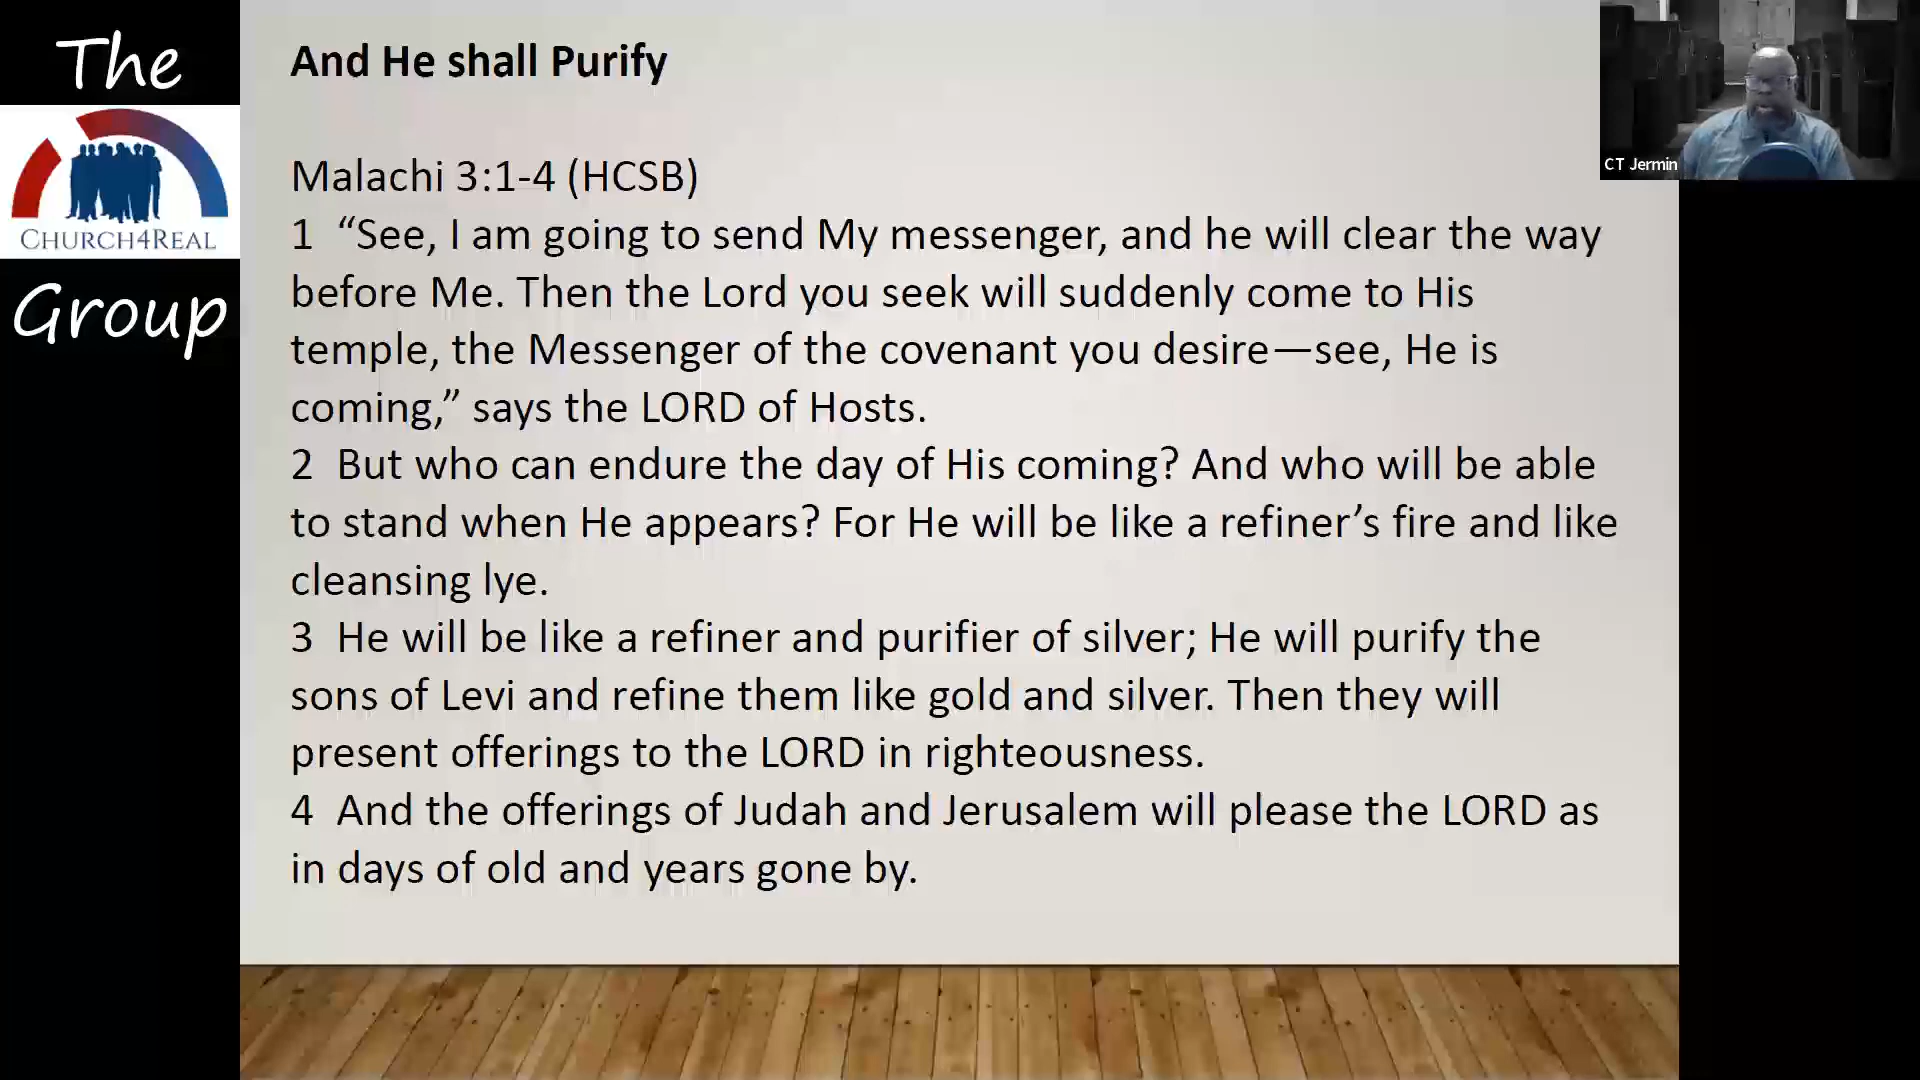 The
CHURCH4REAL
Group
And He shall Purify
Malachi 3:1-4 (HCSB)
1 “See, I am going to send My messenger, and he will clear the way
before Me. Then the Lord you seek will suddenly come to His
temple, the Messenger of the covenant you desire—see, He is
coming,” says the LORD of Hosts.
2 But who can endure the day of His coming? And who will be able
to stand when He appears? For He will be like a refiner’s fire and like
cleansing lye.
3 He will be like a refiner and purifier of silver; He will purify the
sons of Levi and refine them like gold and silver. Then they will
present offerings to the LORD in righteousness.
4 And the offerings of Judah and Jerusalem will please the LORD as
in days of old and years gone by.
CT Jermin